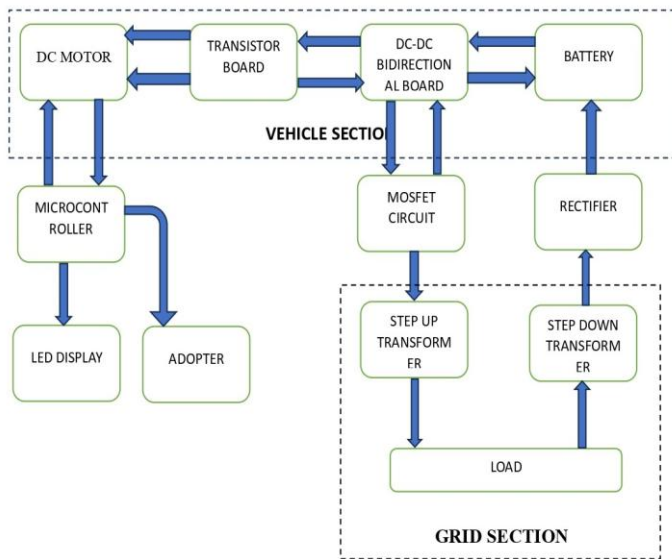 DC MOTOR
TRANSISTOR
BOARD
DC-DC
BIDIRECTION
AL BOARD
BATTERY
VEHICLE SECTION
MICROCONT
ROLLER
MOSFET
CIRCUIT
RECTIFIER
LED DISPLAY
ADOPTER
STEP UP
TRANSFORM
ER
STEP DOWN
TRANSFORM
ER
LOAD
GRID SECTION